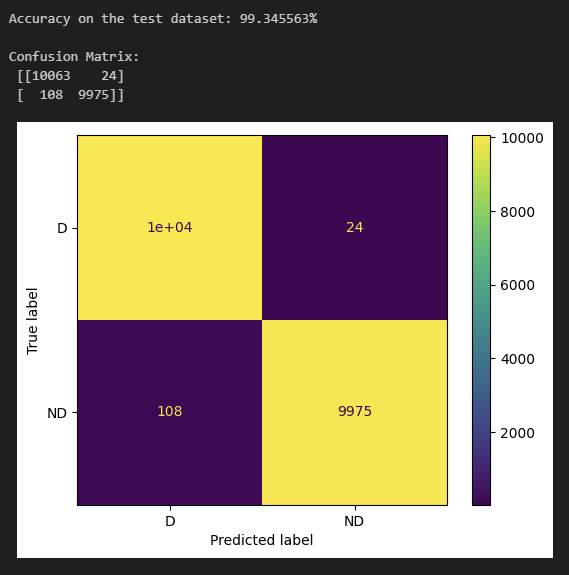 Accuracy on the test dataset: 99.345563%
Confusion Matrix:
[[10063    24]
[  108  9975]]
10000
8000
D
1e+04
24
6000
True label
4000
ND
108
9975
2000
D
ND
Predicted label